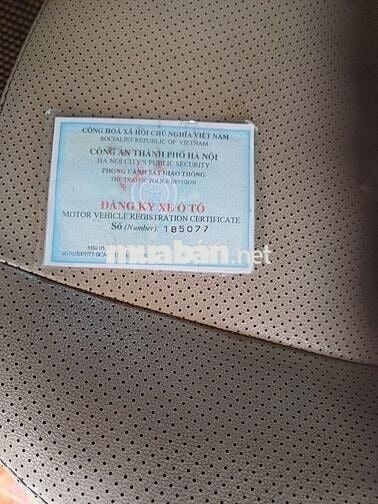 CỘNG HOÀ XÃ HỘI CHỦ NGHĨA VIỆT NAM
SOCIALIST REPUBLIC OF VIETNAM
CÔNG AN THÀNH PHỐ HÀ NỘI
HA NOI CITY'S PUBLIC SECURITY
PHÒNG CẢNH SÁT GIAO THÔNG
THE TRAFFIC POLICE DIVISION
ĐĂNG KÝ XE Ô TÔ
MOTOR VEHICLE REGISTRATION CERTIFICATE
Số (Number): 185077
muaban.net